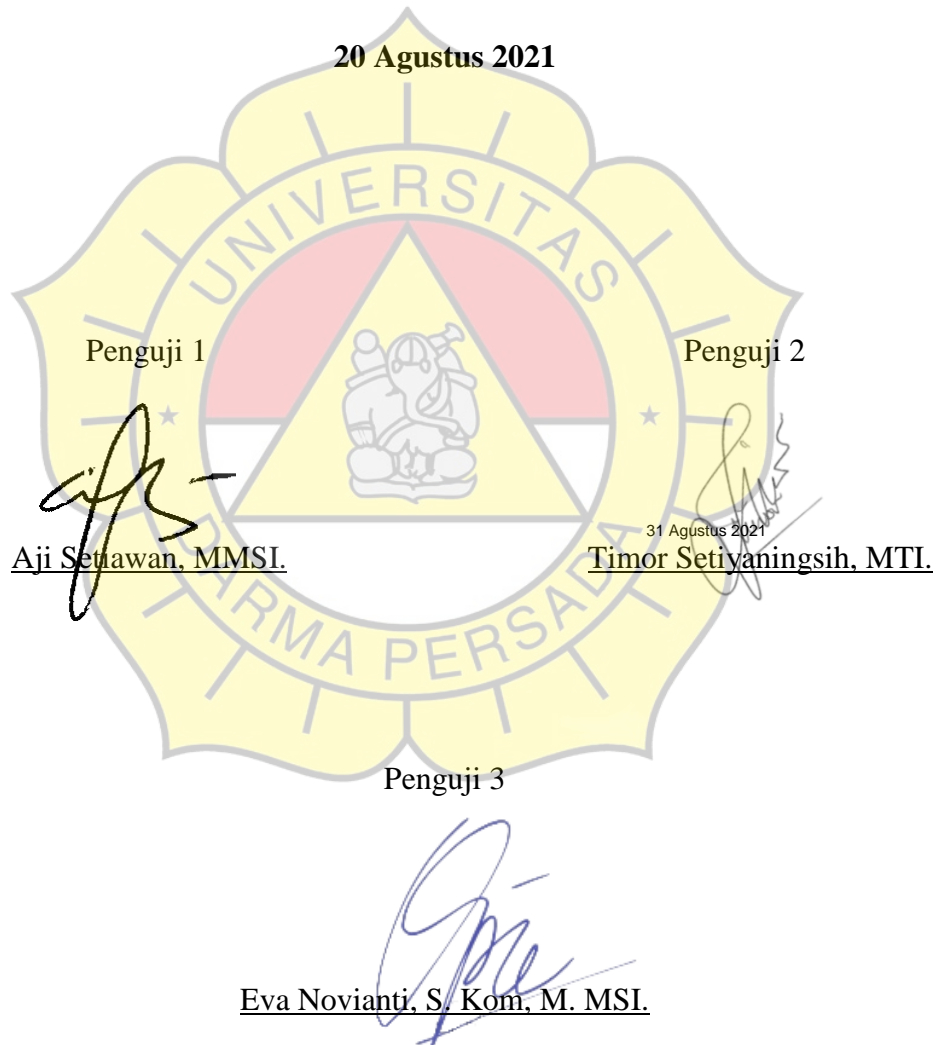 20 Agustus 2021
UNIVERSITAS
Penguji 1
Penguji 2
31 Agustus 2021
Aji Setiawan, MMSI.
Timor Setiyaningsih, MTI.
DARMA PERSADA
Penguji 3
Eva Novianti, S. Kom, M. MSI.